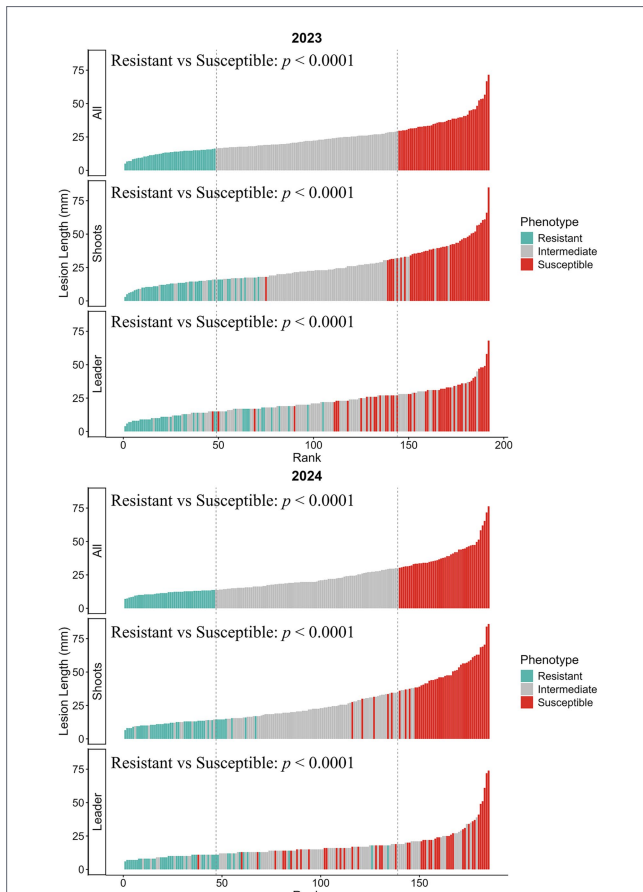 2023
Resistant vs Susceptible: p < 0.0001
All
75
50
25
0
Resistant vs Susceptible: p < 0.0001
Shoots
75
50
25
0
Lesion Length (mm)
Phenotype
Resistant
Intermediate
Susceptible
Resistant vs Susceptible: p < 0.0001
Leader
75
50
25
0
0 50 100 150 200
Rank
2024
Resistant vs Susceptible: p < 0.0001
All
75
50
25
0
Resistant vs Susceptible: p < 0.0001
Shoots
75
50
25
0
Lesion Length (mm)
Phenotype
Resistant
Intermediate
Susceptible
Resistant vs Susceptible: p < 0.0001
Leader
75
50
25
0
0 50 100 150